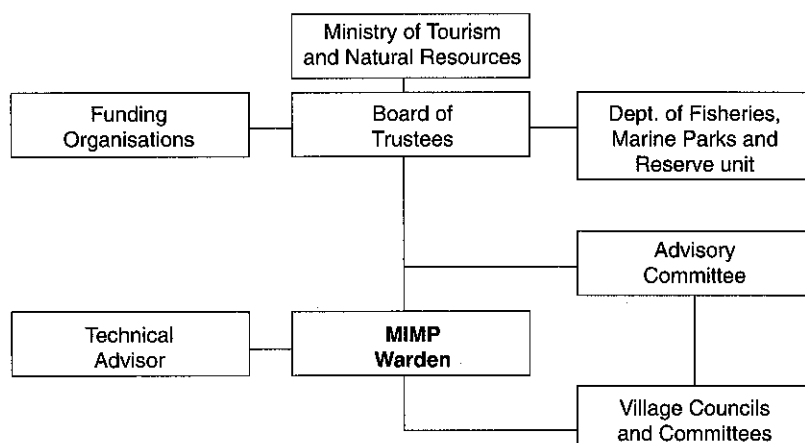 Ministry of Tourism
and Natural Resources
Funding
Organisations
Board of
Trustees
Dept. of Fisheries,
Marine Parks and
Reserve unit
Advisory
Committee
Technical
Advisor
MIMP
Warden
Village Councils
and Committees